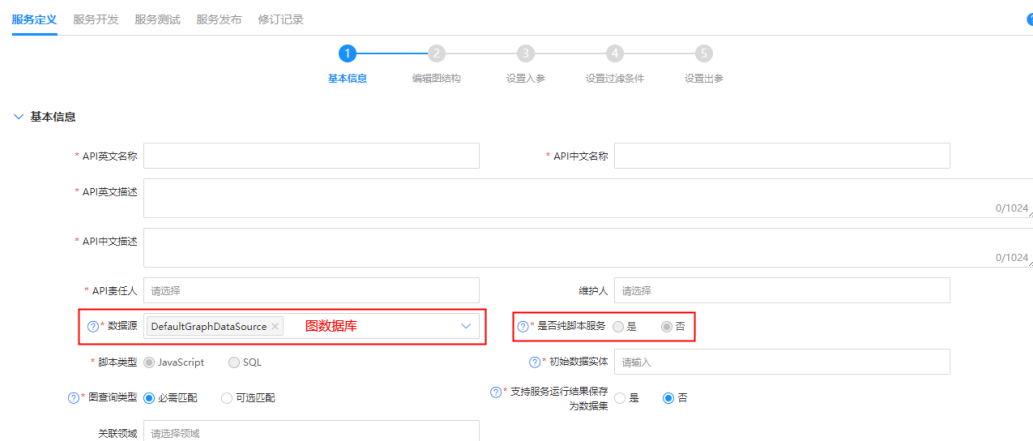 服务定义 服务开发 服务测试 服务发布 修订记录
1 2 3 4 5
基本信息 编辑图结构 设置入参 设置过滤条件 设置出参
基本信息
* API英文名称 * API中文名称
* API英文描述
0/1024
* API中文描述
0/1024
* API责任人 请选择 维护人 请选择
? * 数据源 DefaultGraphDataSource × 图数据库 ? * 是否纯脚本服务 是 否
* 脚本类型 JavaScript SQL ? * 初始数据实体 请输入
? * 图查询类型 必需匹配 可选匹配 ? * 支持服务运行结果保存
为数据集 是 否
关联领域 请选择领域